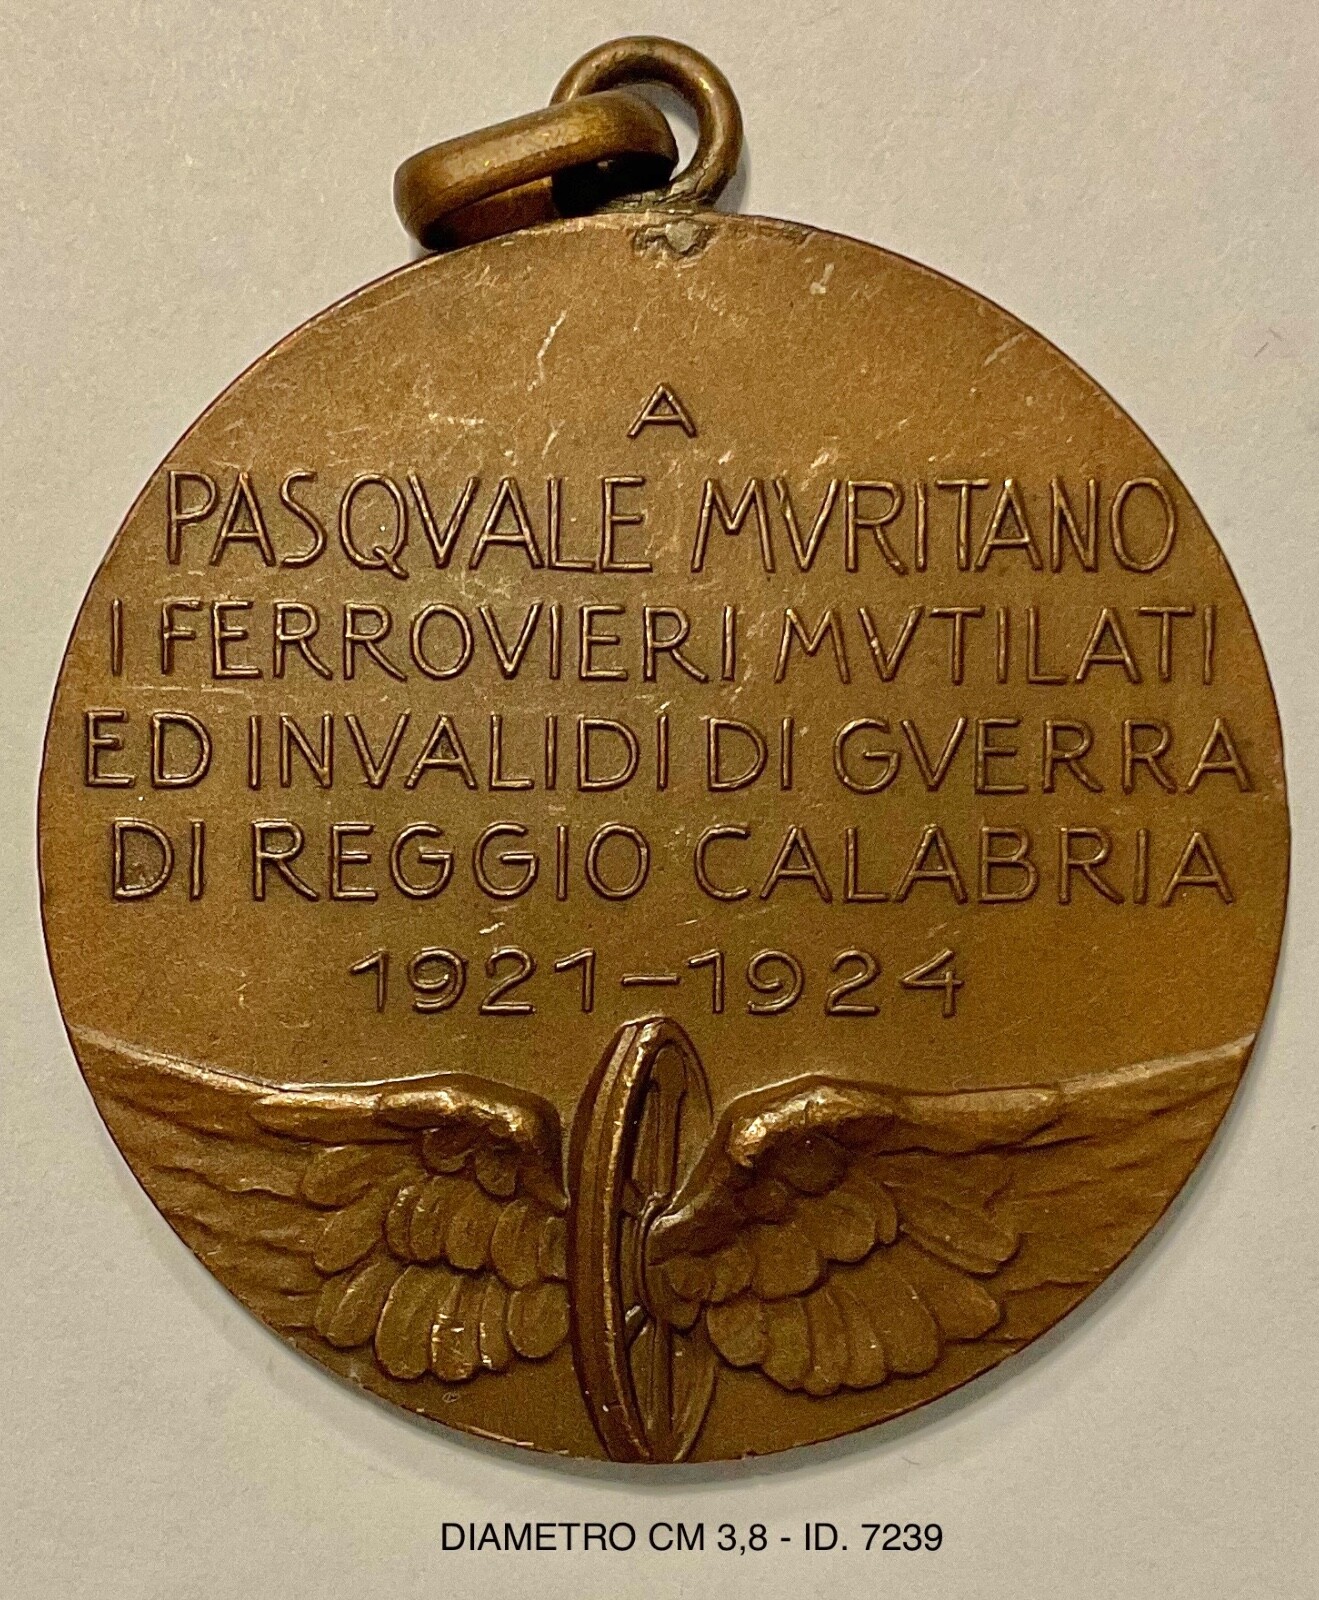 A
PASQVALE MVRITANO
I FERROVIERI MVTILATI
ED INVALIDI DI GVERRA
DI REGGIO CALABRIA
1921-1924
DIAMETRO CM 3,8 - ID. 7239